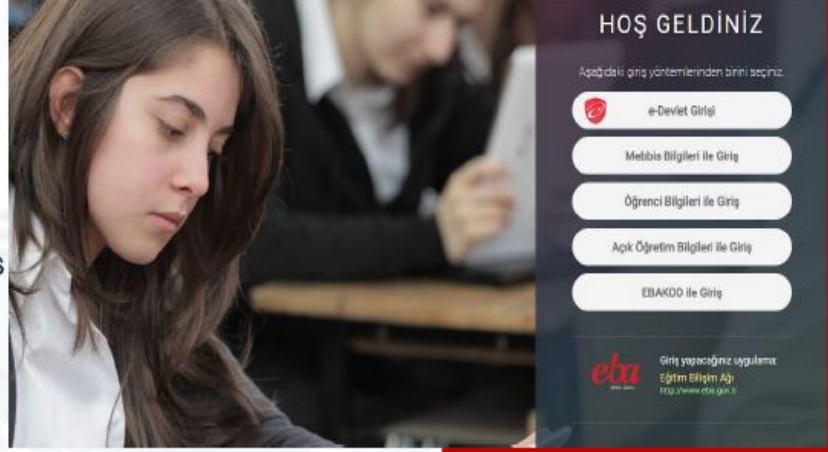 HOŞ GELDİNİZ
Aşağıdaki giriş yöntemlerinden birini seçiniz.
e-Devlet Girişi
Mebbis Bilgileri ile Giriş
Öğrenci Bilgileri ile Giriş
Açık Öğretim Bilgileri ile Giriş
EBAKOD ile Giriş
eba
Giriş yapacağınız uygulama:
Eğitim Bilişim Ağı
http://www.eba.gov.tr